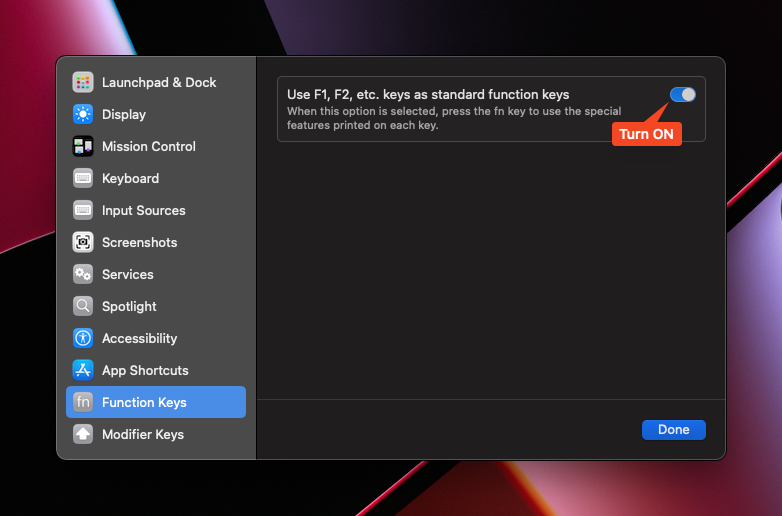 Launchpad & Dock
Display
Mission Control
Keyboard
Input Sources
Screenshots
Services
Spotlight
Accessibility
App Shortcuts
fn Function Keys
Modifier Keys
Use F1, F2, etc. keys as standard function keys
When this option is selected, press the fn key to use the special
features printed on each key.
Turn ON
Done